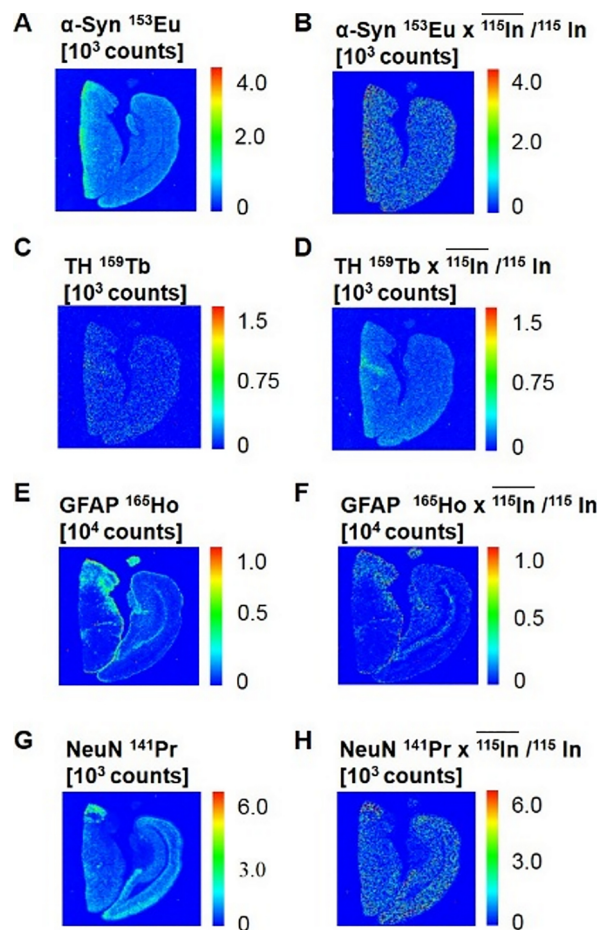 A
α-Syn ¹⁵³Eu
[10³ counts]
4.0
2.0
0
B
α-Syn ¹⁵³Eu x ¹¹⁵In /¹¹⁵ In
[10³ counts]
4.0
2.0
0
C
TH ¹⁵⁹Tb
[10³ counts]
1.5
0.75
0
D
TH ¹⁵⁹Tb x ¹¹⁵In /¹¹⁵ In
[10³ counts]
1.5
0.75
0
E
GFAP ¹⁶⁵Ho
[10⁴ counts]
1.0
0.5
0
F
GFAP ¹⁶⁵Ho x ¹¹⁵In /¹¹⁵ In
[10⁴ counts]
1.0
0.5
0
G
NeuN ¹⁴¹Pr
[10³ counts]
6.0
3.0
0
H
NeuN ¹⁴¹Pr x ¹¹⁵In /¹¹⁵ In
[10³ counts]
6.0
3.0
0